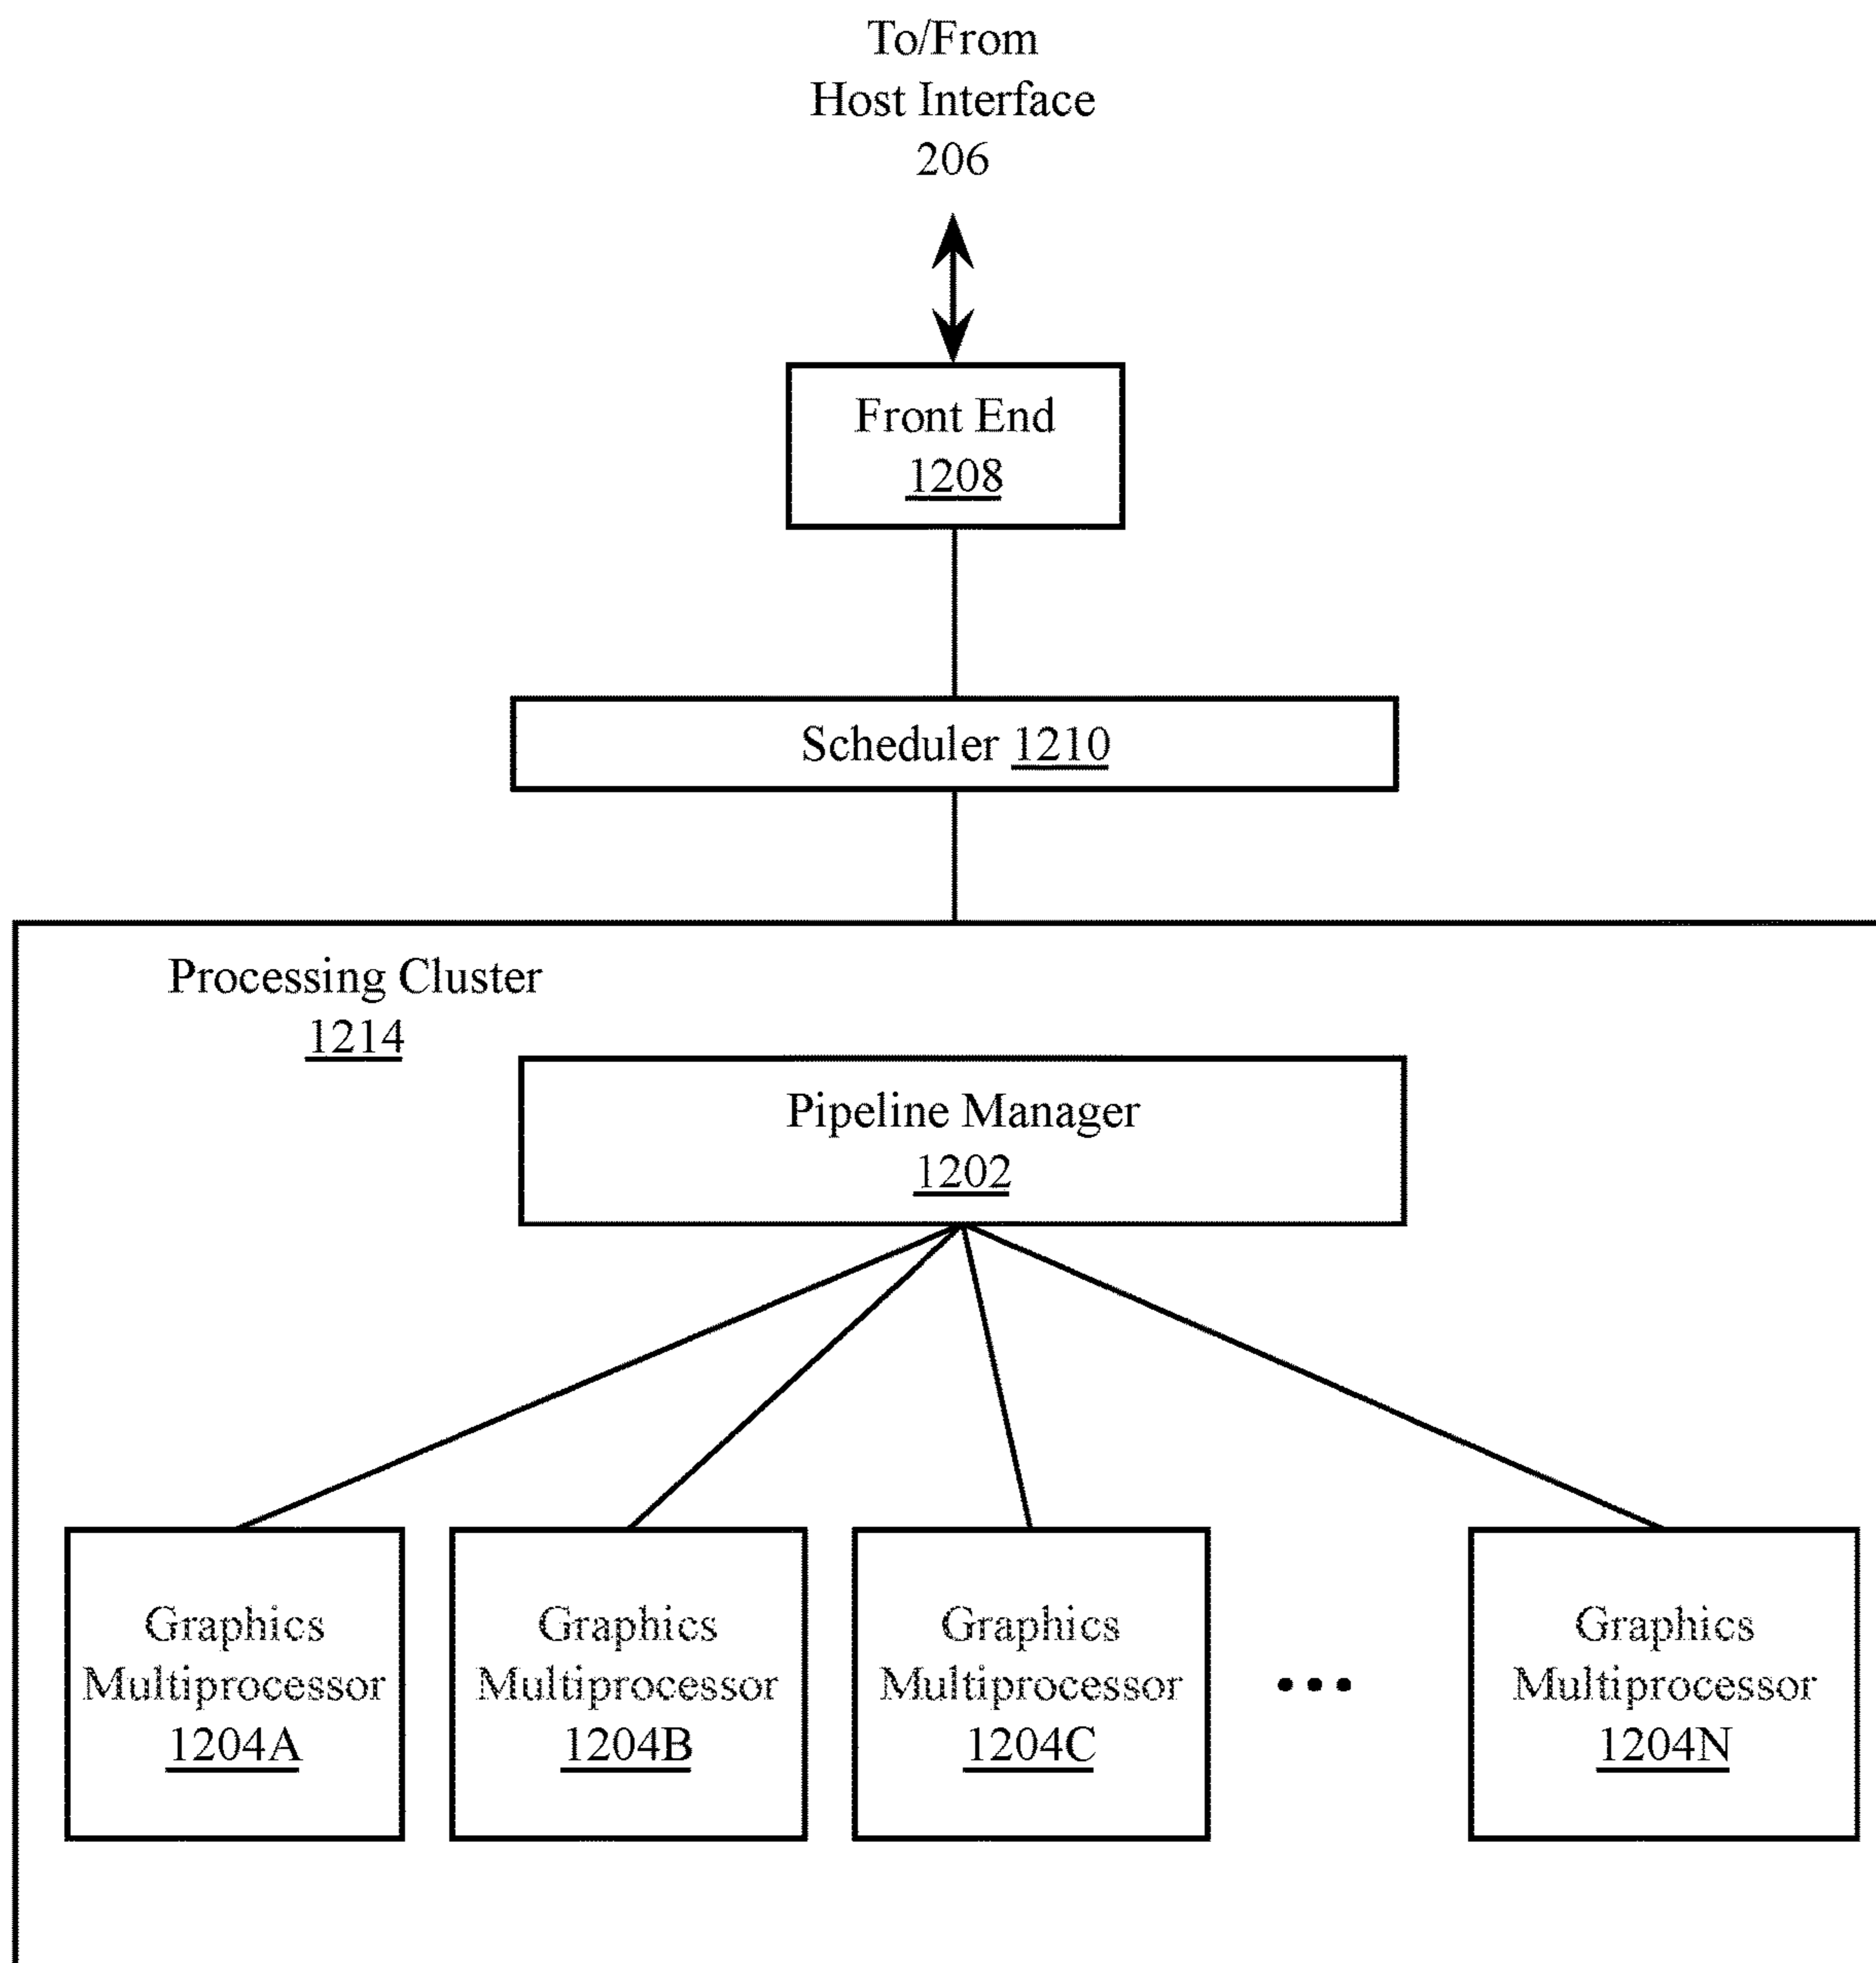 To/From
Host Interface
206
Front End
1208
Scheduler 1210
Processing Cluster
1214
Pipeline Manager
1202
Graphics
Multiprocessor
1204A
Graphics
Multiprocessor
1204B
Graphics
Multiprocessor
1204C
•••
Graphics
Multiprocessor
1204N